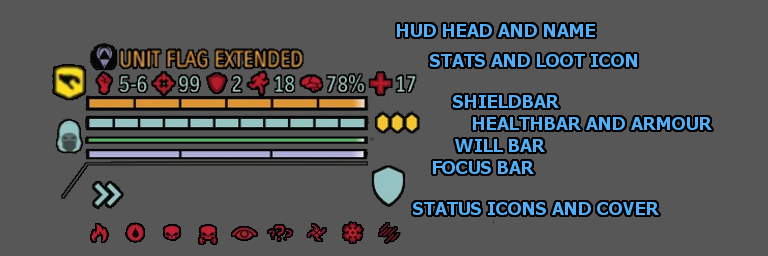 HUD HEAD AND NAME
UNIT FLAG EXTENDED
STATS AND LOOT ICON
5-6 99 2 18 78% 17
SHIELDBAR
HEALTHBAR AND ARMOUR
WILL BAR
FOCUS BAR
STATUS ICONS AND COVER
???